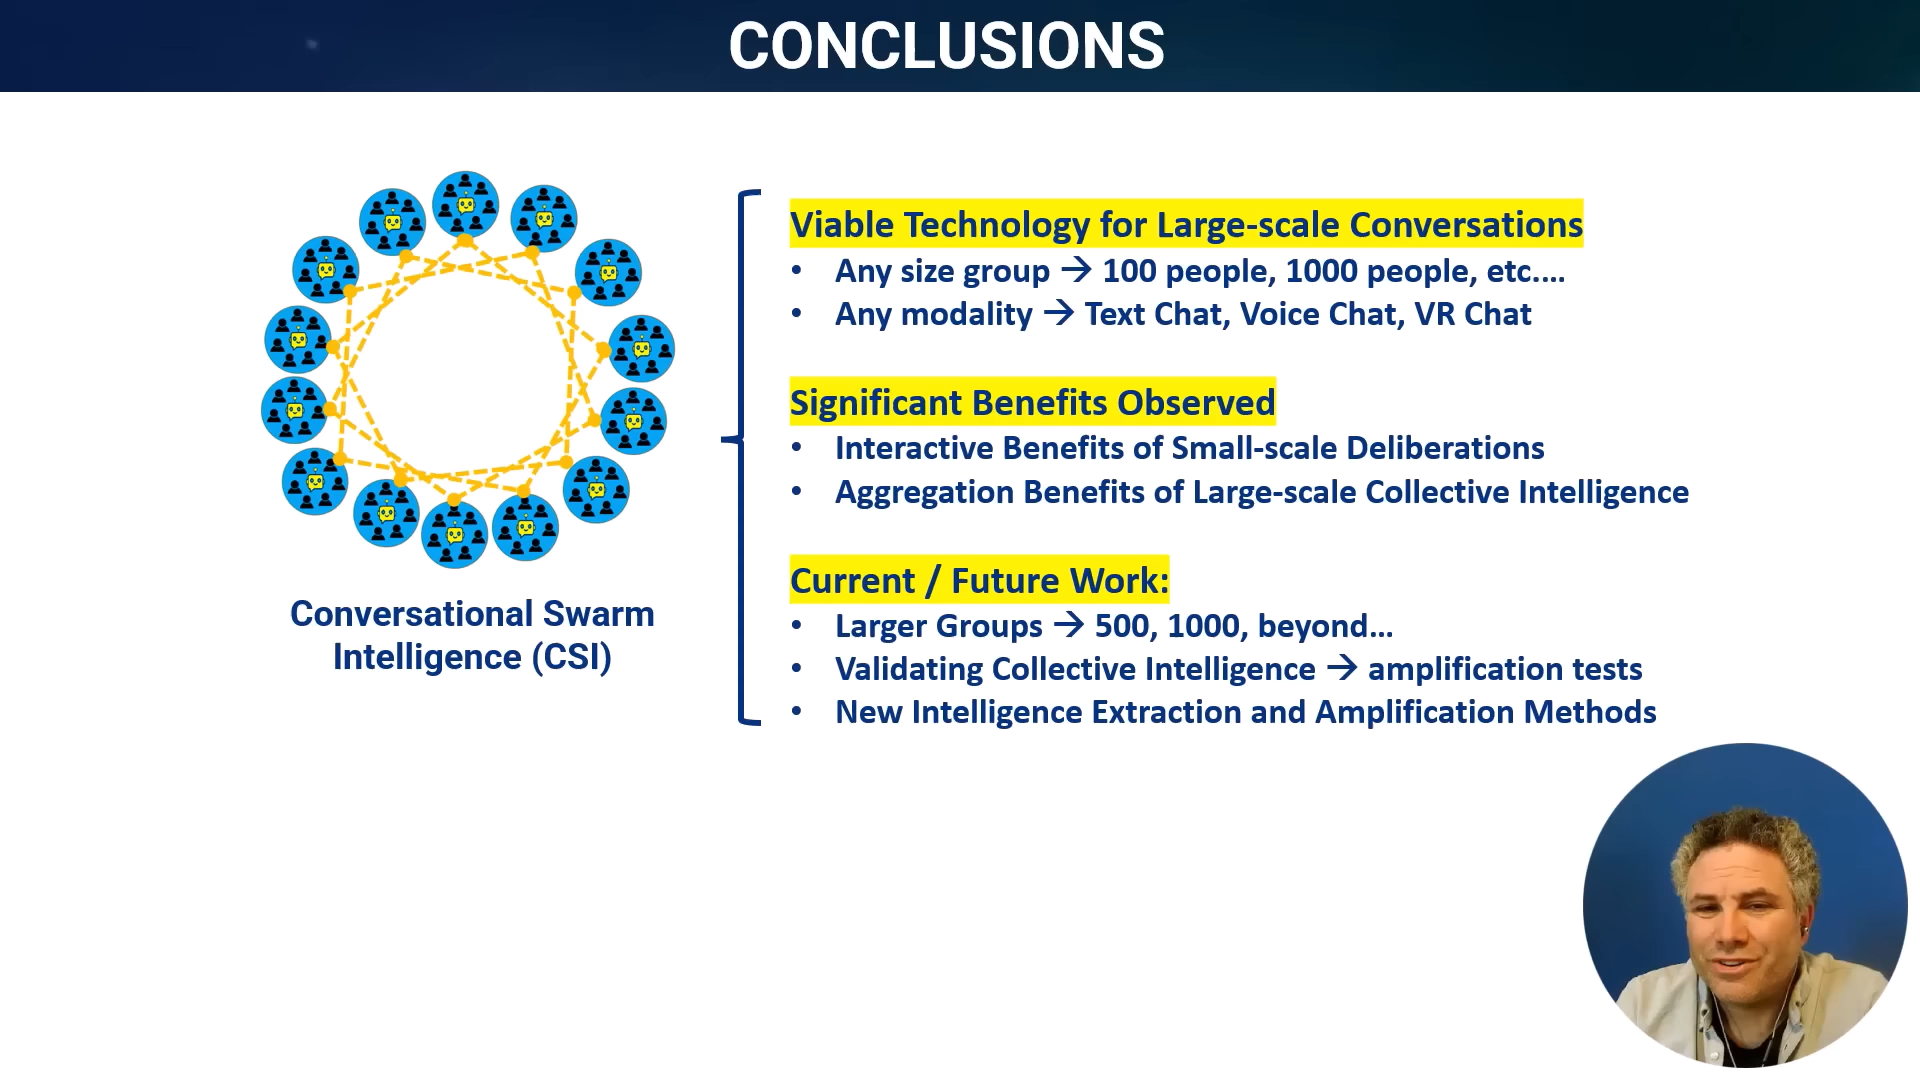 CONCLUSIONS
Conversational Swarm
Intelligence (CSI)
Viable Technology for Large-scale Conversations
• Any size group → 100 people, 1000 people, etc....
• Any modality → Text Chat, Voice Chat, VR Chat
Significant Benefits Observed
• Interactive Benefits of Small-scale Deliberations
• Aggregation Benefits of Large-scale Collective Intelligence
Current / Future Work:
• Larger Groups → 500, 1000, beyond...
• Validating Collective Intelligence → amplification tests
• New Intelligence Extraction and Amplification Methods